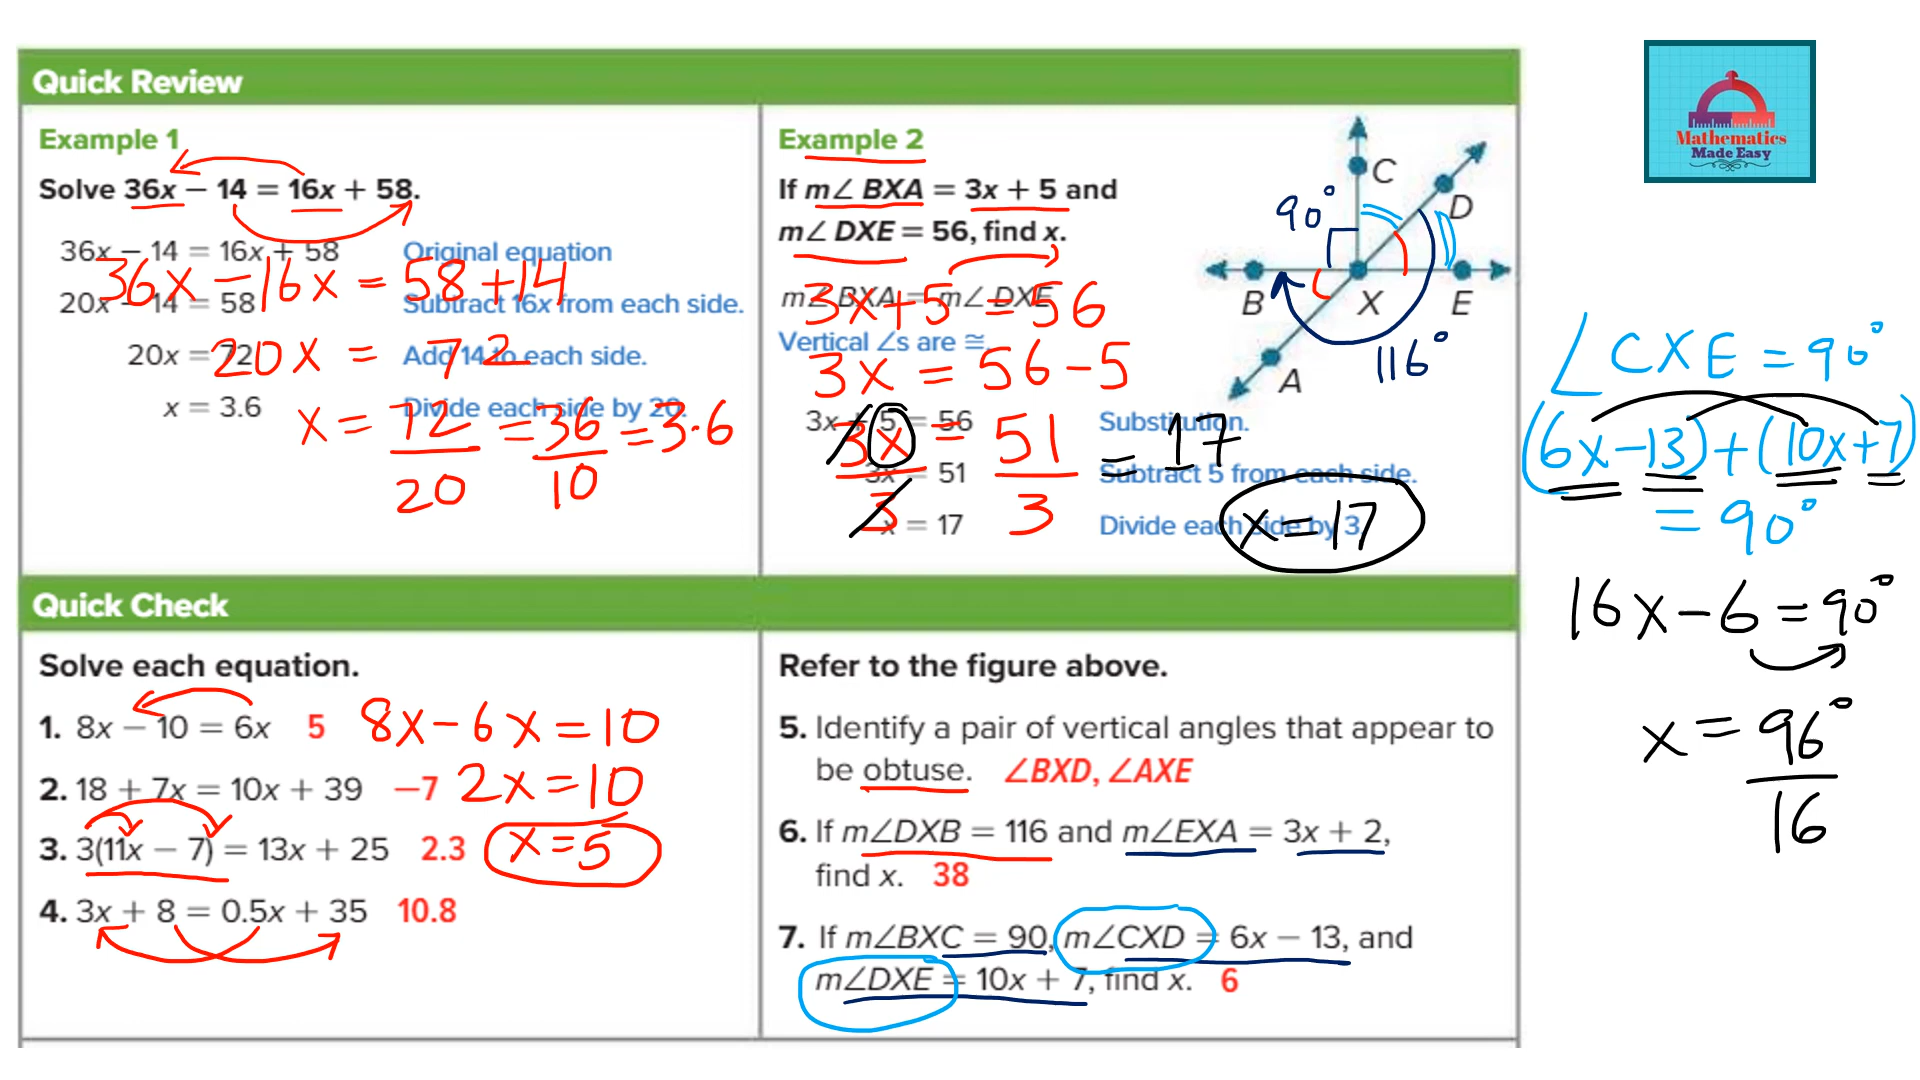 Quick Review
Example 1
Solve 36x − 14 = 16x + 58.
36x − 14 = 16x + 58 Original equation
36x − 16x = 58 + 14
20x − 14 = 58 Subtract 16x from each side.
20x = 72 Add 14 to each side.
20x = 72
x = 3.6 Divide each side by 20.
x = 72/20 = 36/10 = 3.6
Example 2
If m∠BXA = 3x + 5 and
m∠DXE = 56, find x.
m∠BXA = m∠DXE
3x + 5 = 56
Vertical ∠s are ≅.
3x = 56 − 5
3x + 5 = 56 Substitution.
3x/3 = 51/3 = 17
3x = 51 Subtract 5 from each side.
x = 17 Divide each side by 3.
x = 17
90°
C
D
B
X
E
A
116°
Mathematics
Made Easy
∠CXE = 90°
(6x − 13) + (10x + 7)
= 90°
16x − 6 = 90°
x = 96°/16
Quick Check
Solve each equation.
1. 8x − 10 = 6x 5
8x − 6x = 10
2. 18 + 7x = 10x + 39 −7
2x = 10
3. 3(11x − 7) = 13x + 25 2.3
x = 5
4. 3x + 8 = 0.5x + 35 10.8
Refer to the figure above.
5. Identify a pair of vertical angles that appear to
be obtuse. ∠BXD, ∠AXE
6. If m∠DXB = 116 and m∠EXA = 3x + 2,
find x. 38
7. If m∠BXC = 90, m∠CXD = 6x − 13, and
m∠DXE = 10x + 7, find x. 6